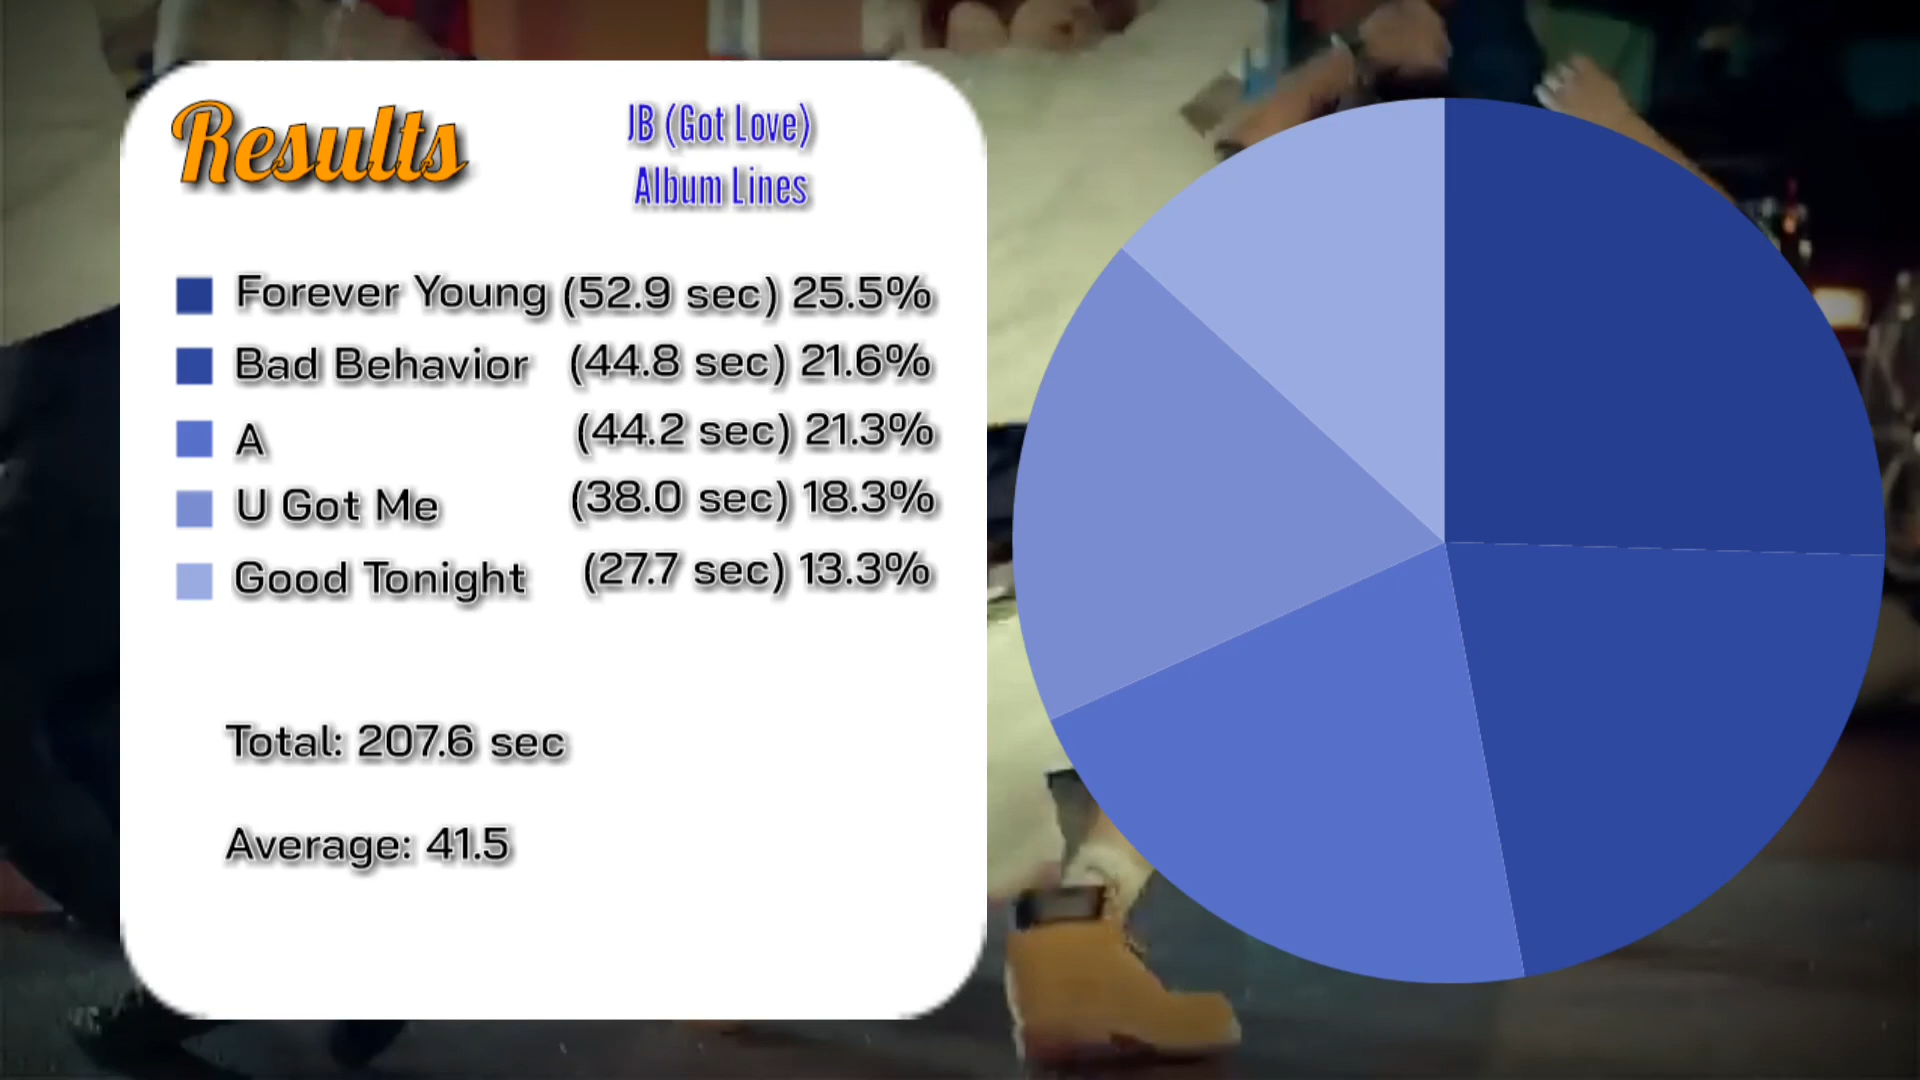 Results
JB (Got Love)
Album Lines
Forever Young (52.9 sec) 25.5%
Bad Behavior (44.8 sec) 21.6%
A (44.2 sec) 21.3%
U Got Me (38.0 sec) 18.3%
Good Tonight (27.7 sec) 13.3%
Total: 207.6 sec
Average: 41.5